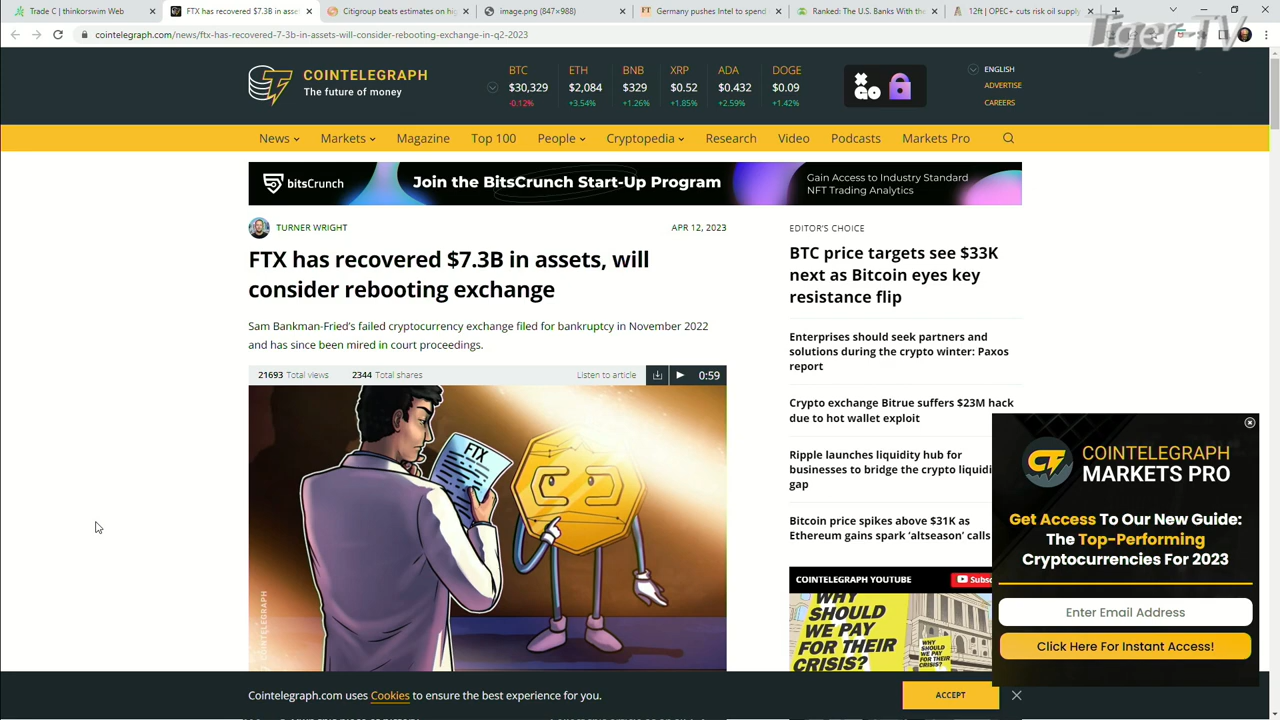 Trade C | thinkorswim Web
FTX has recovered $7.3B in asse
Citigroup beats estimates on hig
image.png (847×988)
Germany pushes Intel to spend
Ranked: The U.S. Banks With the
12ft | OPEC+ cuts risk oil supply
cointelegraph.com/news/ftx-has-recovered-7-3b-in-assets-will-consider-rebooting-exchange-in-q2-2023
Tiger TV
COINTELEGRAPH
The future of money
BTC ETH BNB XRP ADA DOGE
$30,329 $2,084 $329 $0.52 $0.432 $0.09
-0.12% +3.54% +1.26% +1.85% +2.59% +1.42%
ENGLISH
ADVERTISE
CAREERS
News Markets Magazine Top 100 People Cryptopedia Research Video Podcasts Markets Pro
bitsCrunch
Join the BitsCrunch Start-Up Program
Gain Access to Industry Standard
NFT Trading Analytics
TURNER WRIGHT
APR 12, 2023
FTX has recovered $7.3B in assets, will
consider rebooting exchange
Sam Bankman-Fried's failed cryptocurrency exchange filed for bankruptcy in November 2022
and has since been mired in court proceedings.
21693 Total views 2344 Total shares Listen to article 0:59
FTX
COINTELEGRAPH
EDITOR'S CHOICE
BTC price targets see $33K
next as Bitcoin eyes key
resistance flip
Enterprises should seek partners and
solutions during the crypto winter: Paxos
report
Crypto exchange Bitrue suffers $23M hack
due to hot wallet exploit
Ripple launches liquidity hub for
businesses to bridge the crypto liquidi
gap
Bitcoin price spikes above $31K as
Ethereum gains spark 'altseason' calls
COINTELEGRAPH YOUTUBE
Subsc
WHY
SHOULD
WE PAY
FOR THEIR
CRISIS?
WHY
SHOULD
WE PAY
FOR THEIR
CRISIS?
COINTELEGRAPH
MARKETS PRO
Get Access To Our New Guide:
The Top-Performing
Cryptocurrencies For 2023
Enter Email Address
Click Here For Instant Access!
Cointelegraph.com uses Cookies to ensure the best experience for you.
ACCEPT